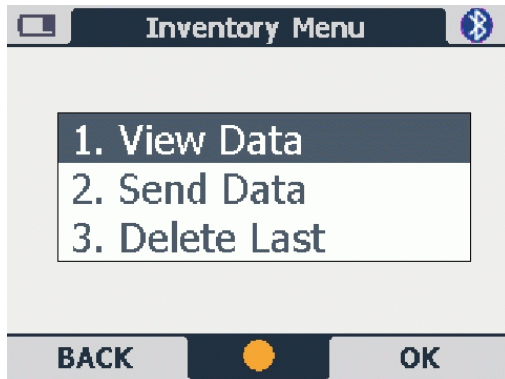 Inventory Menu
1. View Data
2. Send Data
3. Delete Last
BACK OK